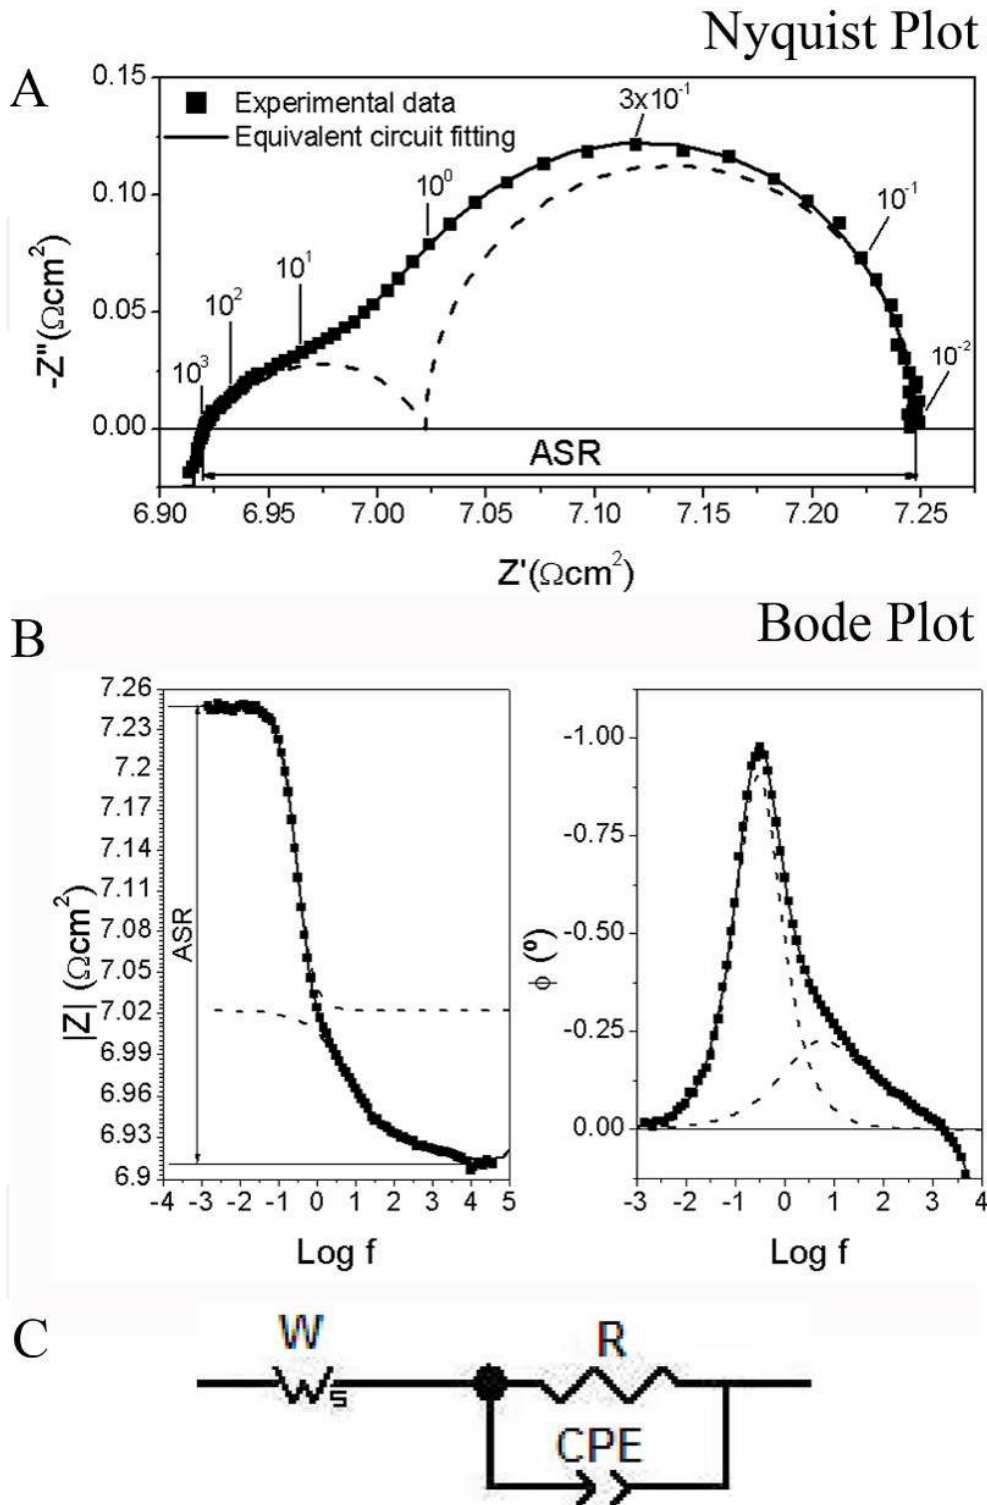 Nyquist Plot
A
0.15
0.10
0.05
0.00
-Z"(Ωcm²)
Experimental data
Equivalent circuit fitting
10³
10²
10¹
10⁰
3x10⁻¹
10⁻¹
10⁻²
ASR
6.90 6.95 7.00 7.05 7.10 7.15 7.20 7.25
Z'(Ωcm²)
Bode Plot
B
7.26
7.23
7.2
7.17
7.14
7.11
7.08
7.05
7.02
6.99
6.96
6.93
6.9
|Z| (Ωcm²)
ASR
-4 -3 -2 -1 0 1 2 3 4 5
Log f
-1.00
-0.75
-0.50
-0.25
0.00
ϕ (º)
-3 -2 -1 0 1 2 3 4
Log f
C
W
s
R
CPE